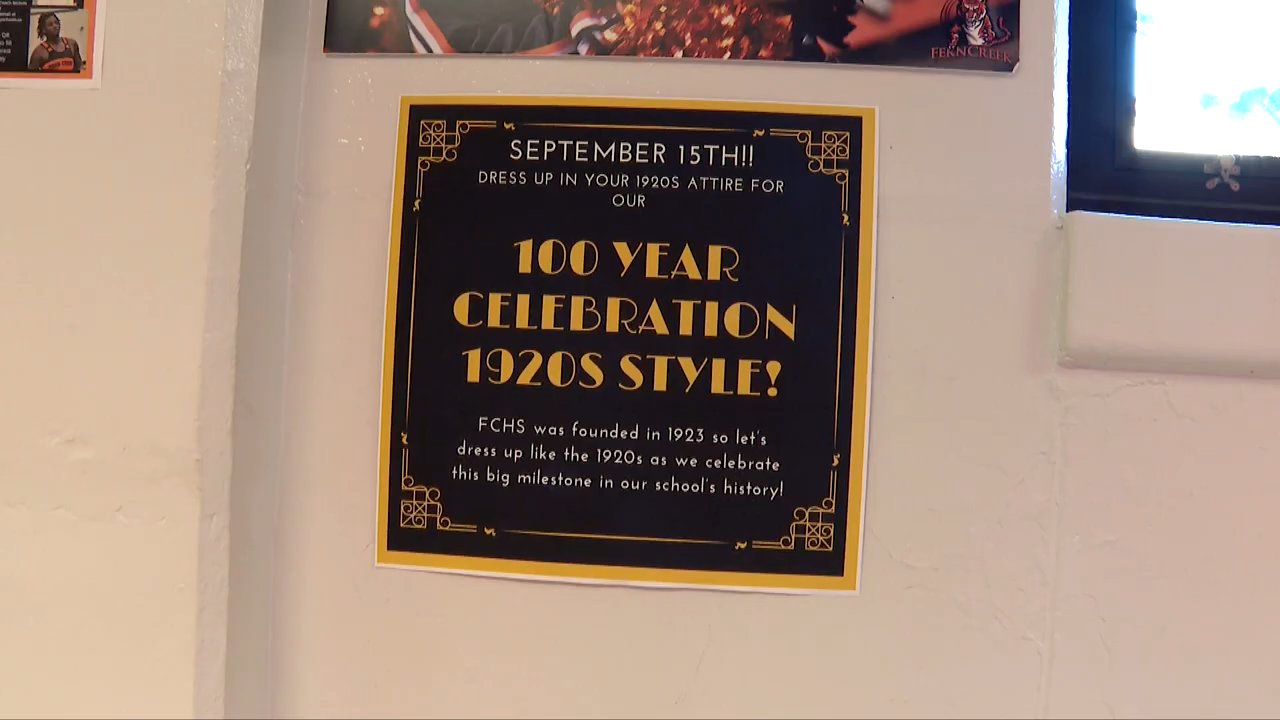 FERNCREEK
SEPTEMBER 15TH!!
DRESS UP IN YOUR 1920S ATTIRE FOR
OUR
100 YEAR
CELEBRATION
1920S STYLE!
FCHS was founded in 1923 so let's
dress up like the 1920s as we celebrate
this big milestone in our school's history!